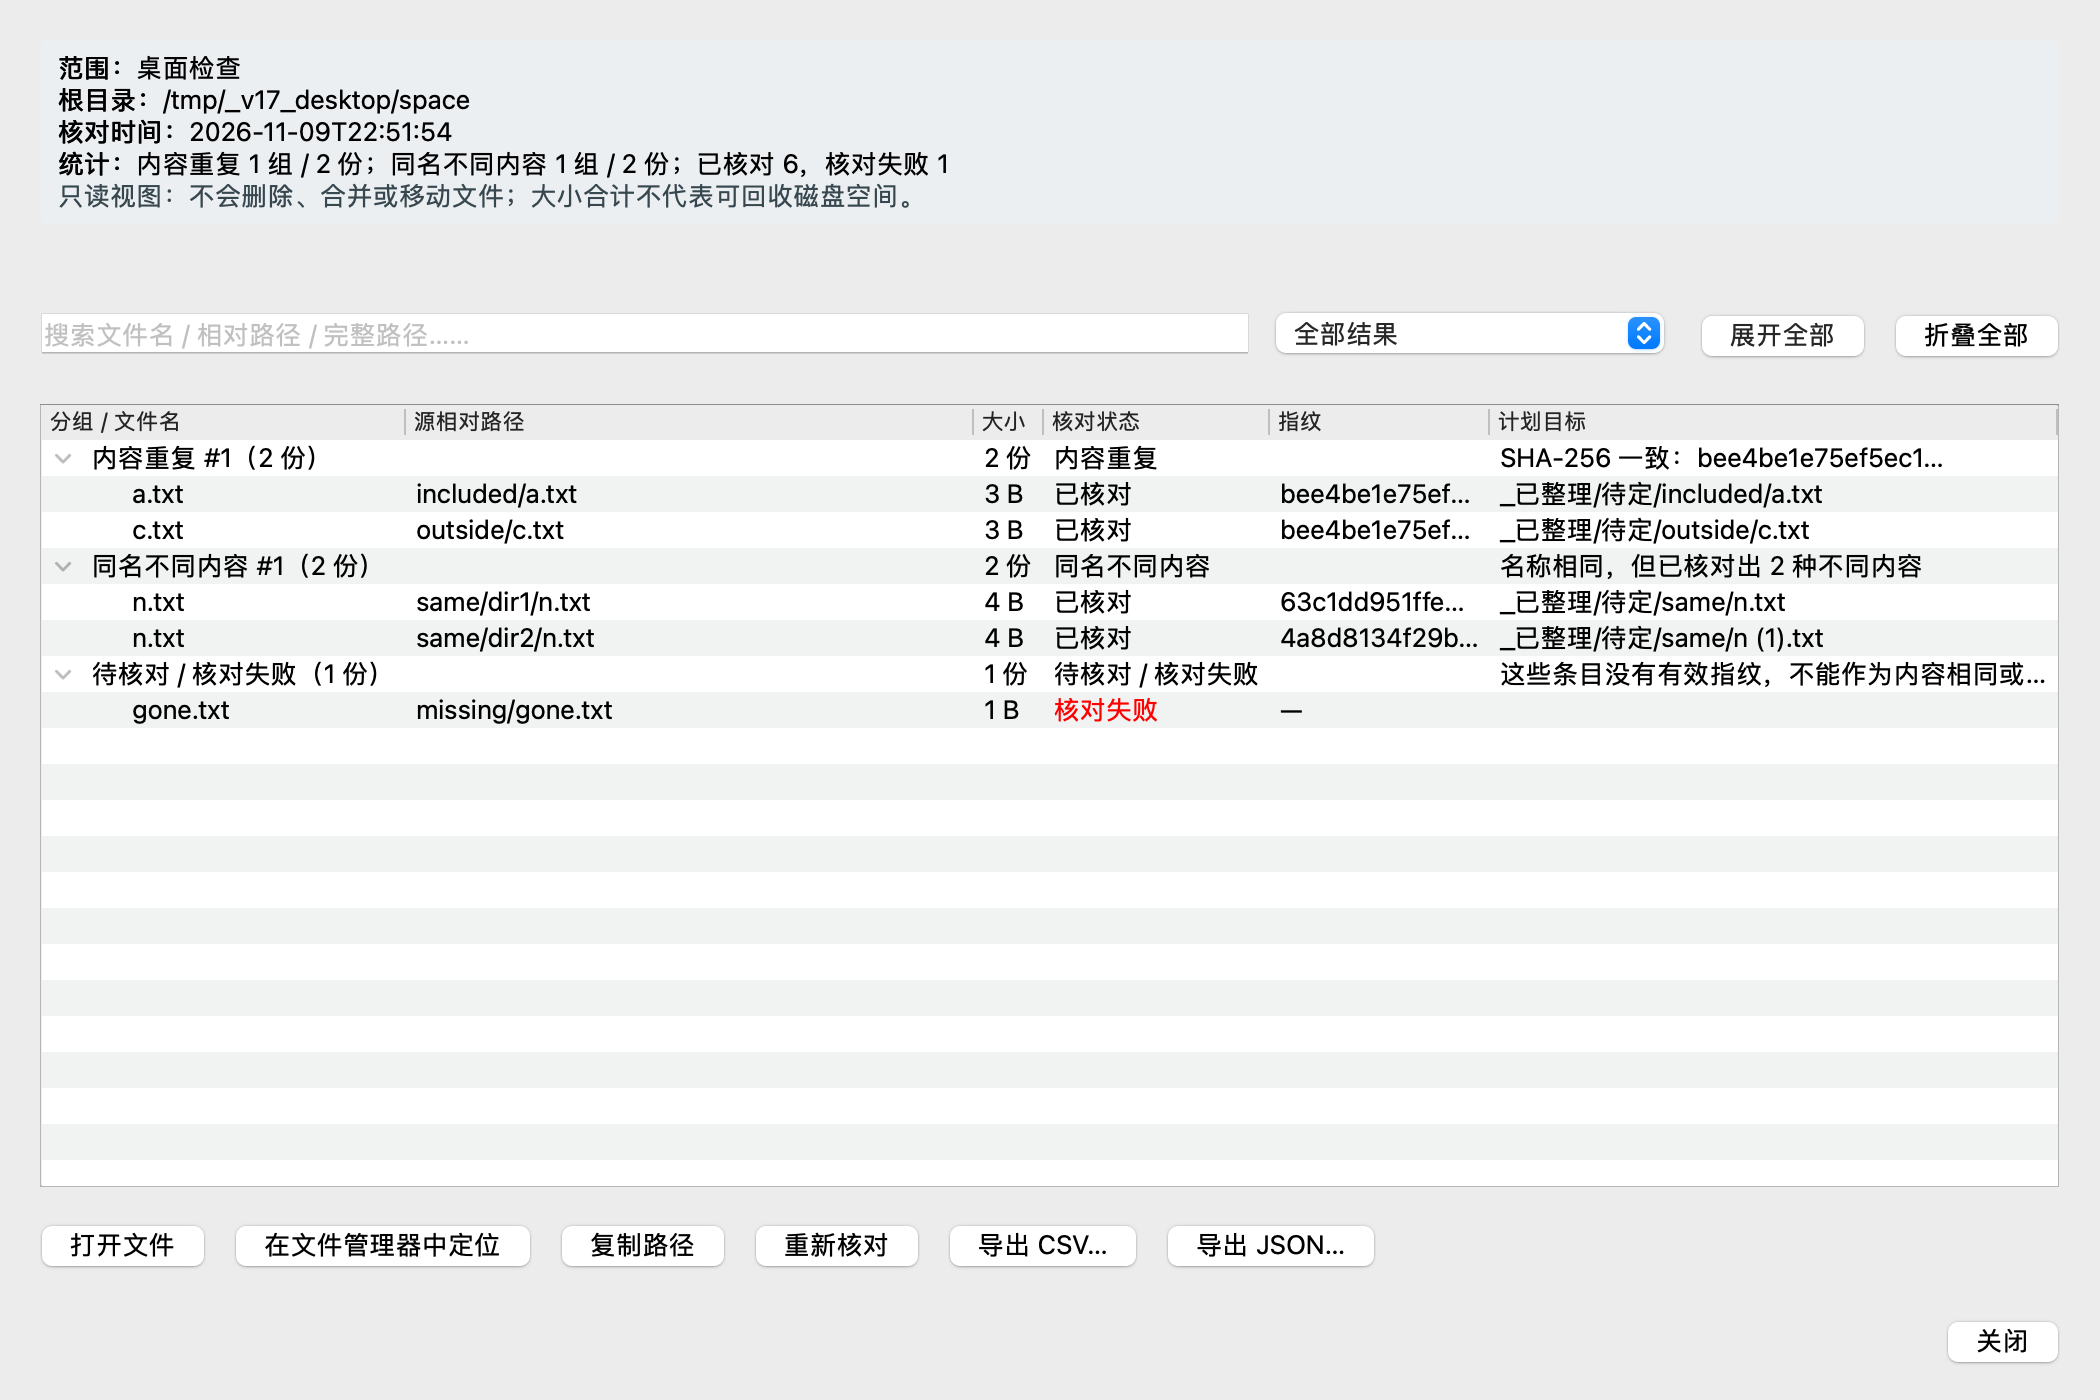 范围：桌面检查
根目录：/tmp/_v17_desktop/space
核对时间：2026-11-09T22:51:54
统计：内容重复 1 组 / 2 份；同名不同内容 1 组 / 2 份；已核对 6，核对失败 1
只读视图：不会删除、合并或移动文件；大小合计不代表可回收磁盘空间。
搜索文件名 / 相对路径 / 完整路径…… 全部结果 展开全部 折叠全部
分组 / 文件名 源相对路径 大小 核对状态 指纹 计划目标
内容重复 #1（2 份） 2 份 内容重复 SHA-256 一致：bee4be1e75ef5ec1...
a.txt included/a.txt 3 B 已核对 bee4be1e75ef... _已整理/待定/included/a.txt
c.txt outside/c.txt 3 B 已核对 bee4be1e75ef... _已整理/待定/outside/c.txt
同名不同内容 #1（2 份） 2 份 同名不同内容 名称相同，但已核对出 2 种不同内容
n.txt same/dir1/n.txt 4 B 已核对 63c1dd951ffe... _已整理/待定/same/n.txt
n.txt same/dir2/n.txt 4 B 已核对 4a8d8134f29b... _已整理/待定/same/n (1).txt
待核对 / 核对失败（1 份） 1 份 待核对 / 核对失败 这些条目没有有效指纹，不能作为内容相同或...
gone.txt missing/gone.txt 1 B 核对失败 —
打开文件 在文件管理器中定位 复制路径 重新核对 导出 CSV... 导出 JSON...
关闭